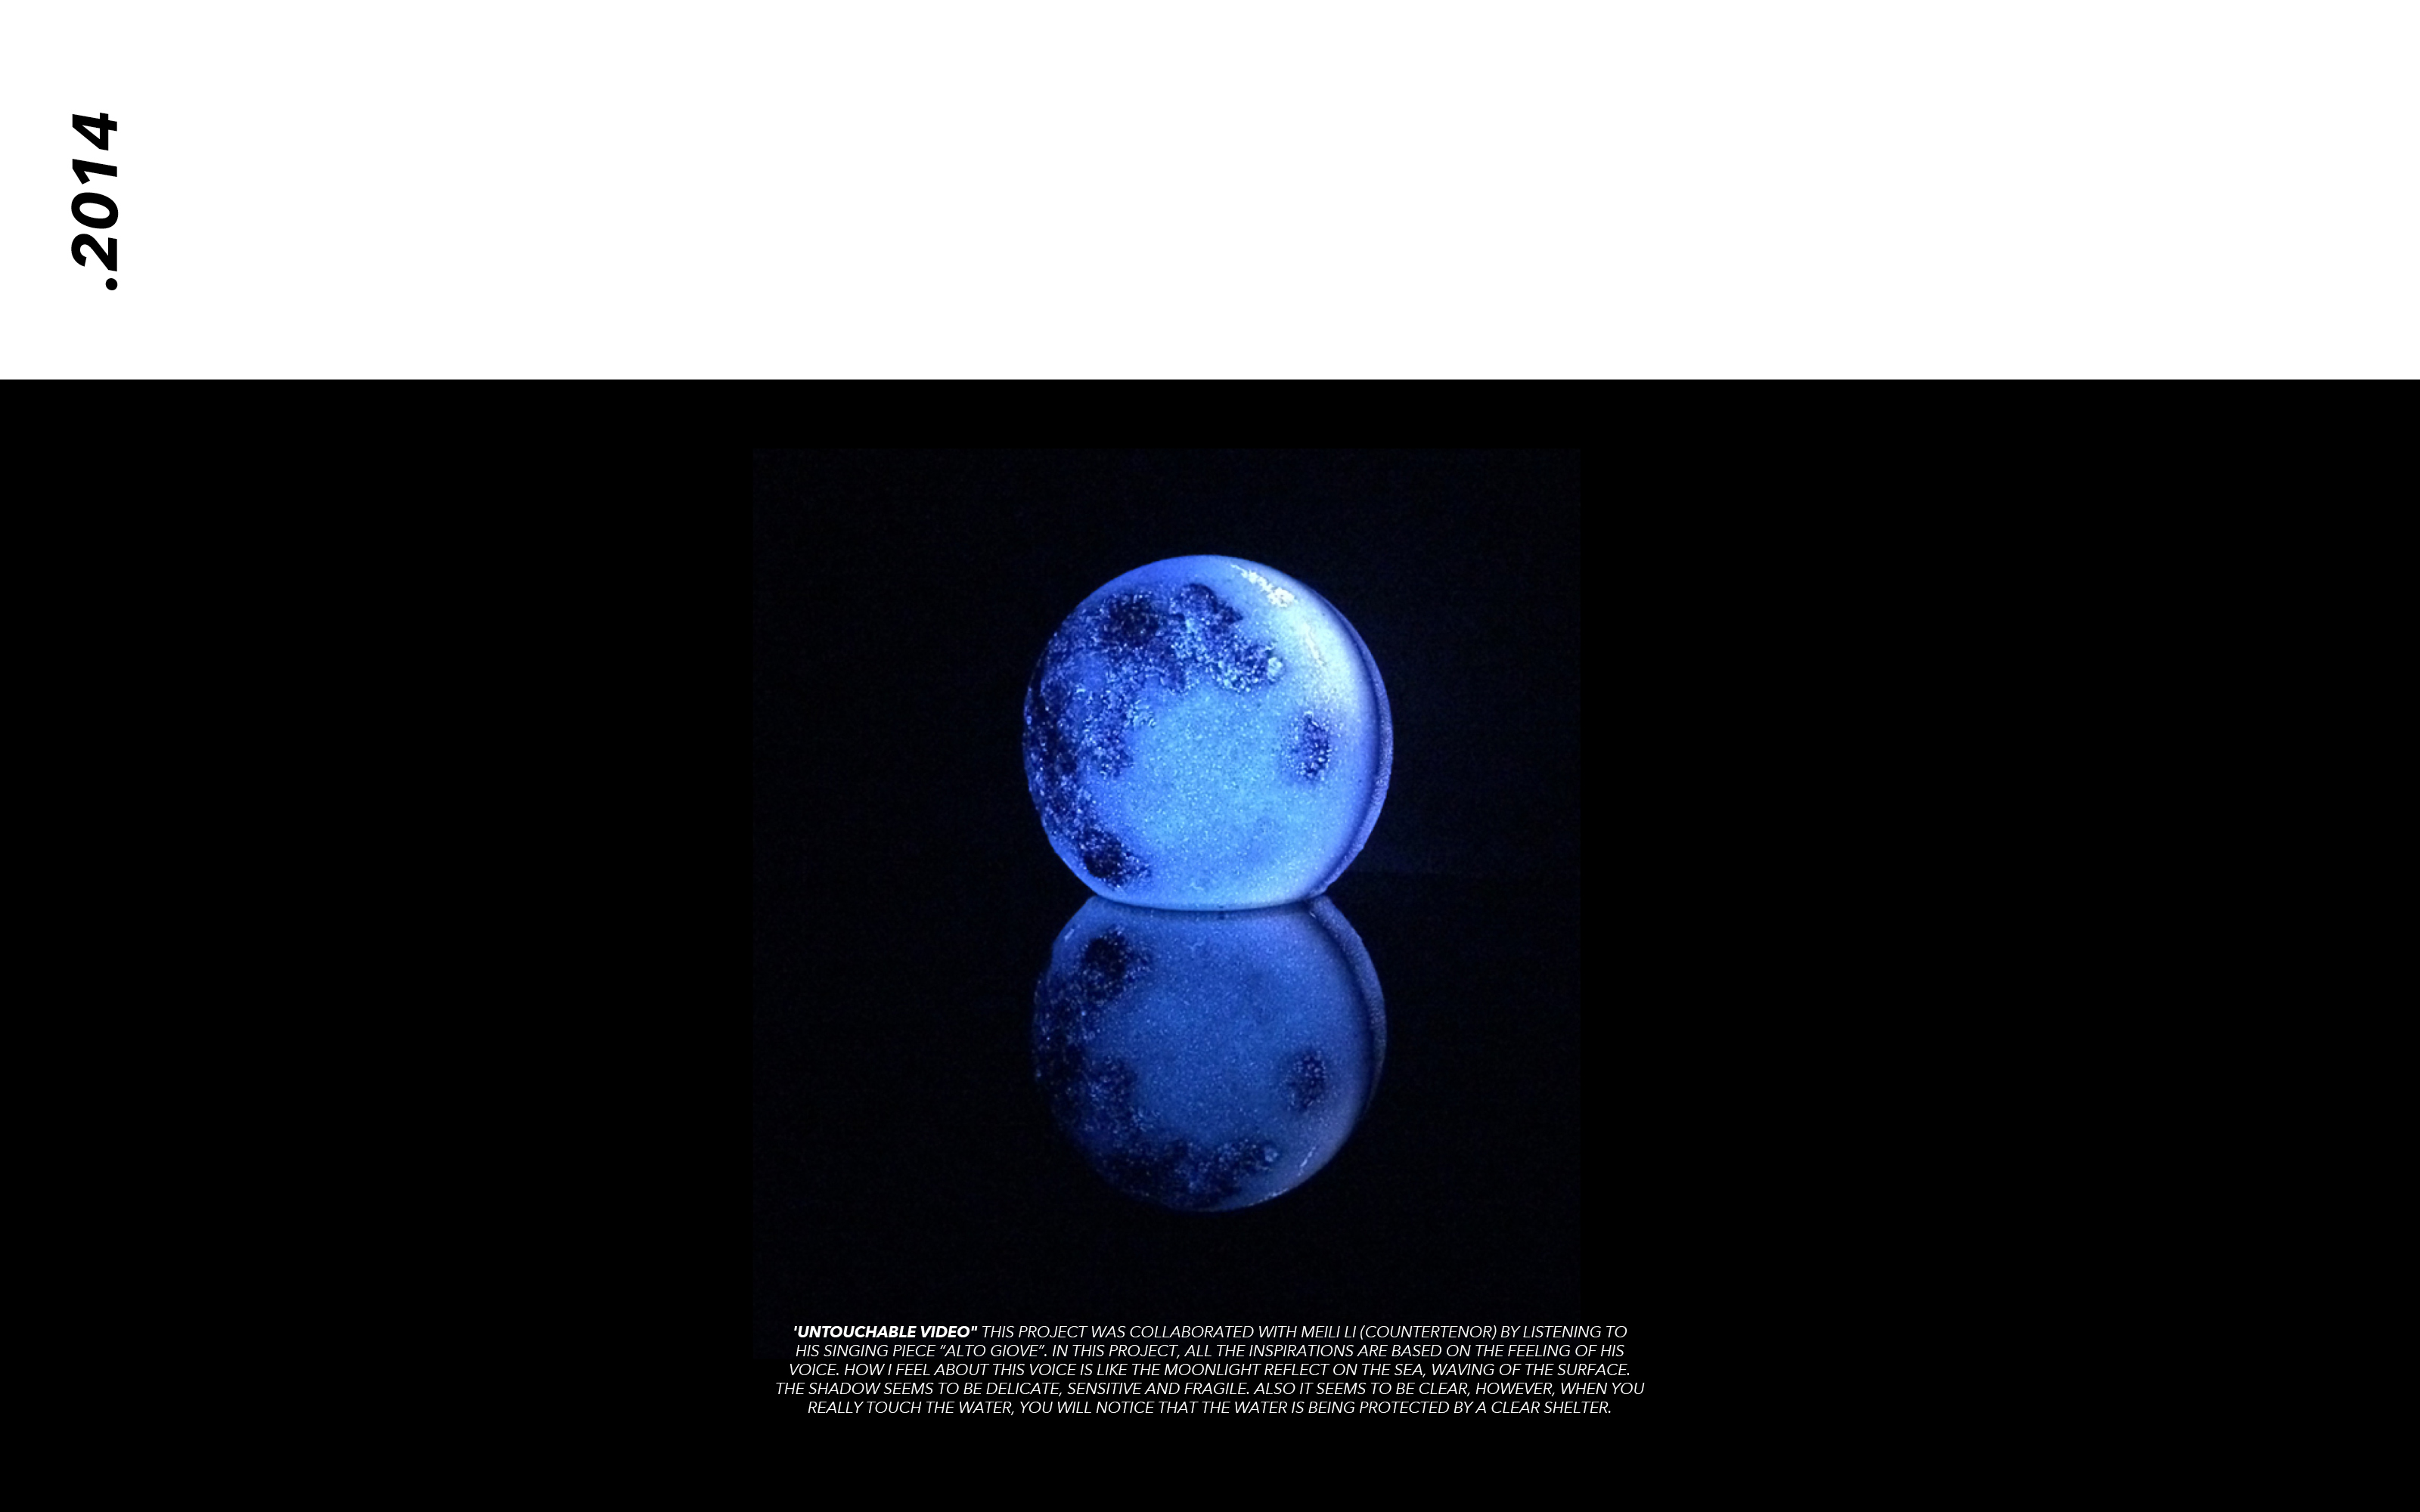 .2014
'UNTOUCHABLE VIDEO" THIS PROJECT WAS COLLABORATED WITH MEILI LI (COUNTERTENOR) BY LISTENING TO
HIS SINGING PIECE “ALTO GIOVE”. IN THIS PROJECT, ALL THE INSPIRATIONS ARE BASED ON THE FEELING OF HIS
VOICE. HOW I FEEL ABOUT THIS VOICE IS LIKE THE MOONLIGHT REFLECT ON THE SEA, WAVING OF THE SURFACE.
THE SHADOW SEEMS TO BE DELICATE, SENSITIVE AND FRAGILE. ALSO IT SEEMS TO BE CLEAR, HOWEVER, WHEN YOU
REALLY TOUCH THE WATER, YOU WILL NOTICE THAT THE WATER IS BEING PROTECTED BY A CLEAR SHELTER.